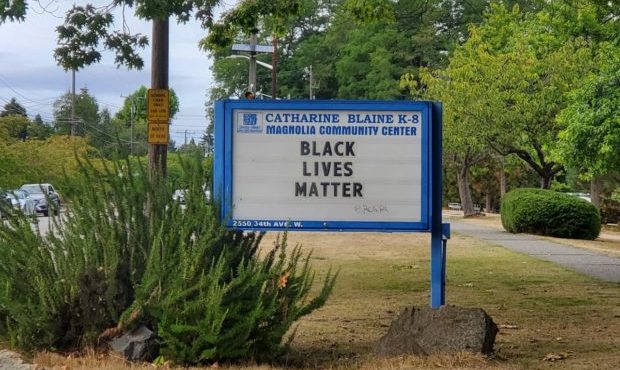 CATHARINE BLAINE K-8
MAGNOLIA COMMUNITY CENTER
BLACK
LIVES
MATTER
2550 34TH AVE. W.